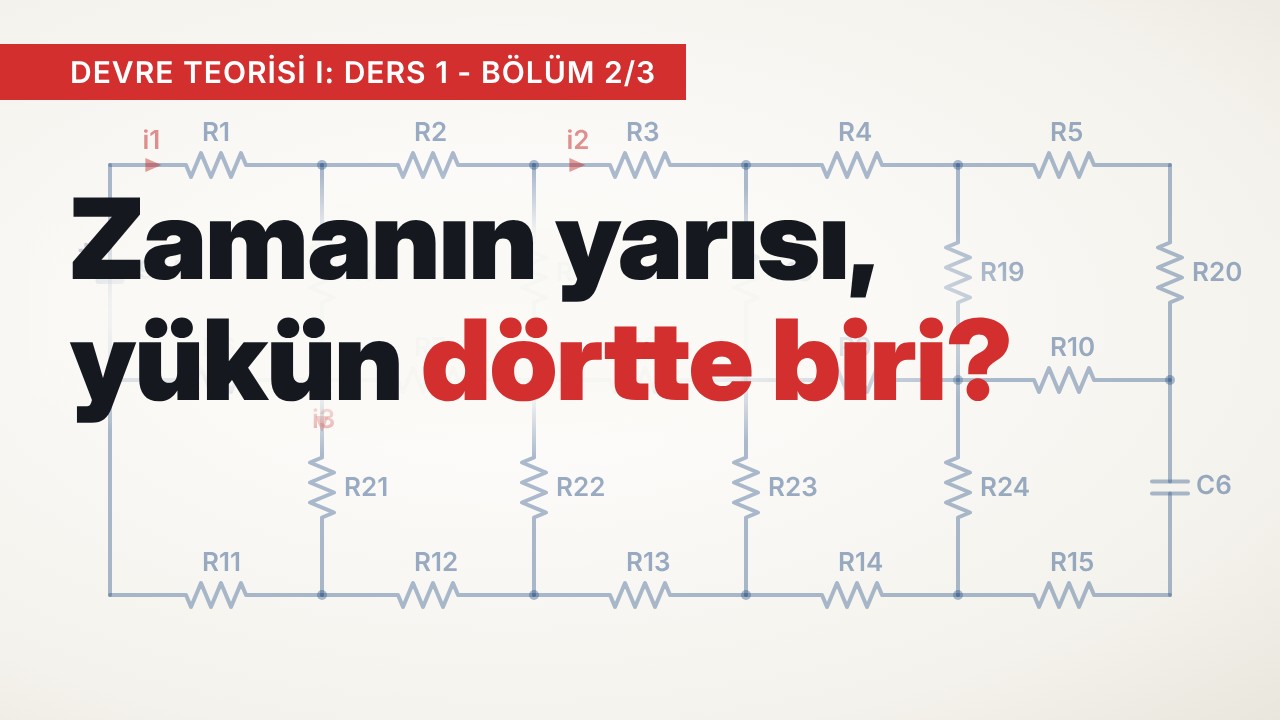 DEVRE TEORİSİ I: DERS 1 - BÖLÜM 2/3
i1 R1 R2 i2 R3 R4 R5
Zamanın yarısı,
R19 R20
yükün dörtte biri?
R10
i3
R21 R22 R23 R24 C6
R11 R12 R13 R14 R15